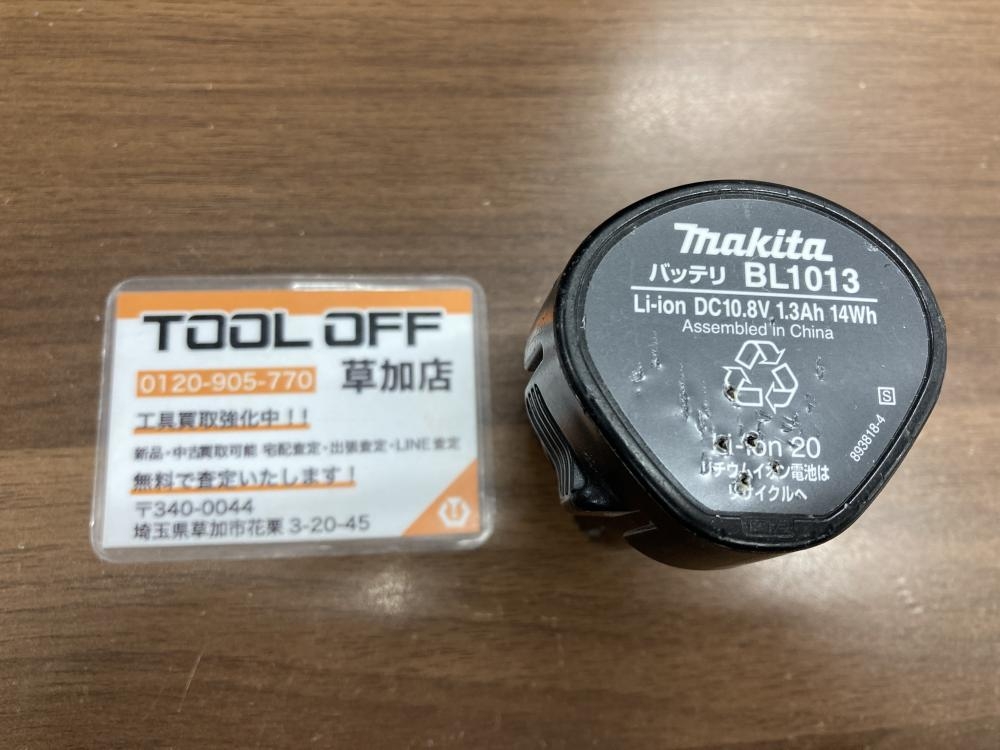 TOOL OFF
0120-905-770 草加店
工具買取強化中!!
新品・中古買取可能 宅配査定・出張査定・LINE査定
無料で査定いたします!
〒340-0044
埼玉県草加市花栗 3-20-45
makita
バッテリ BL1013
Li-ion DC10.8V 1.3Ah 14Wh
Assembled in China
S
893818-4
Li-ion 20
リチウムイオン電池は
リサイクルへ